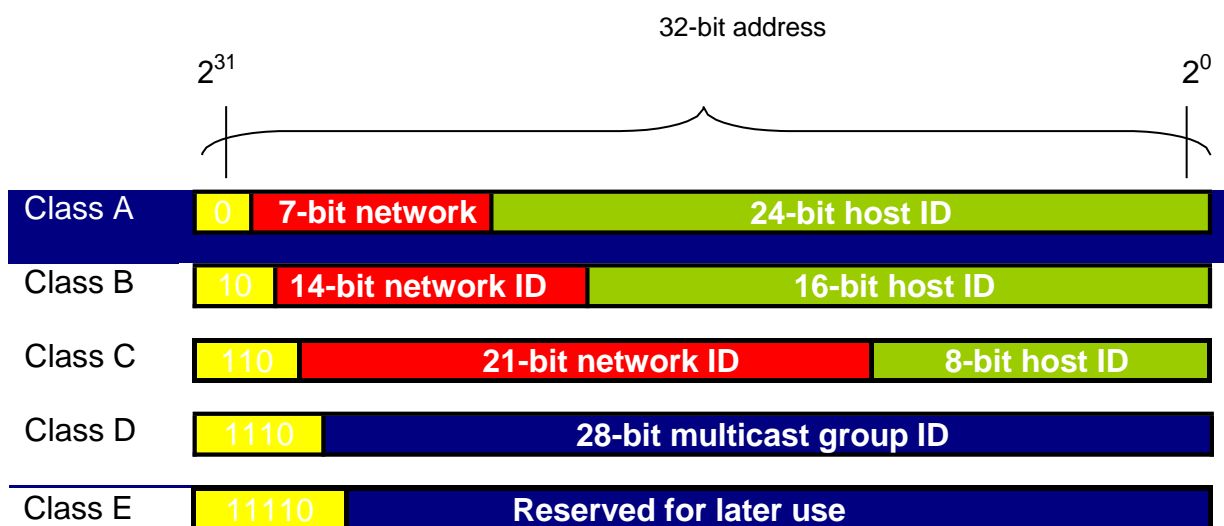 32-bit address
2^31 2^0
Class A 0 7-bit network 24-bit host ID
Class B 10 14-bit network ID 16-bit host ID
Class C 110 21-bit network ID 8-bit host ID
Class D 1110 28-bit multicast group ID
Class E 11110 Reserved for later use